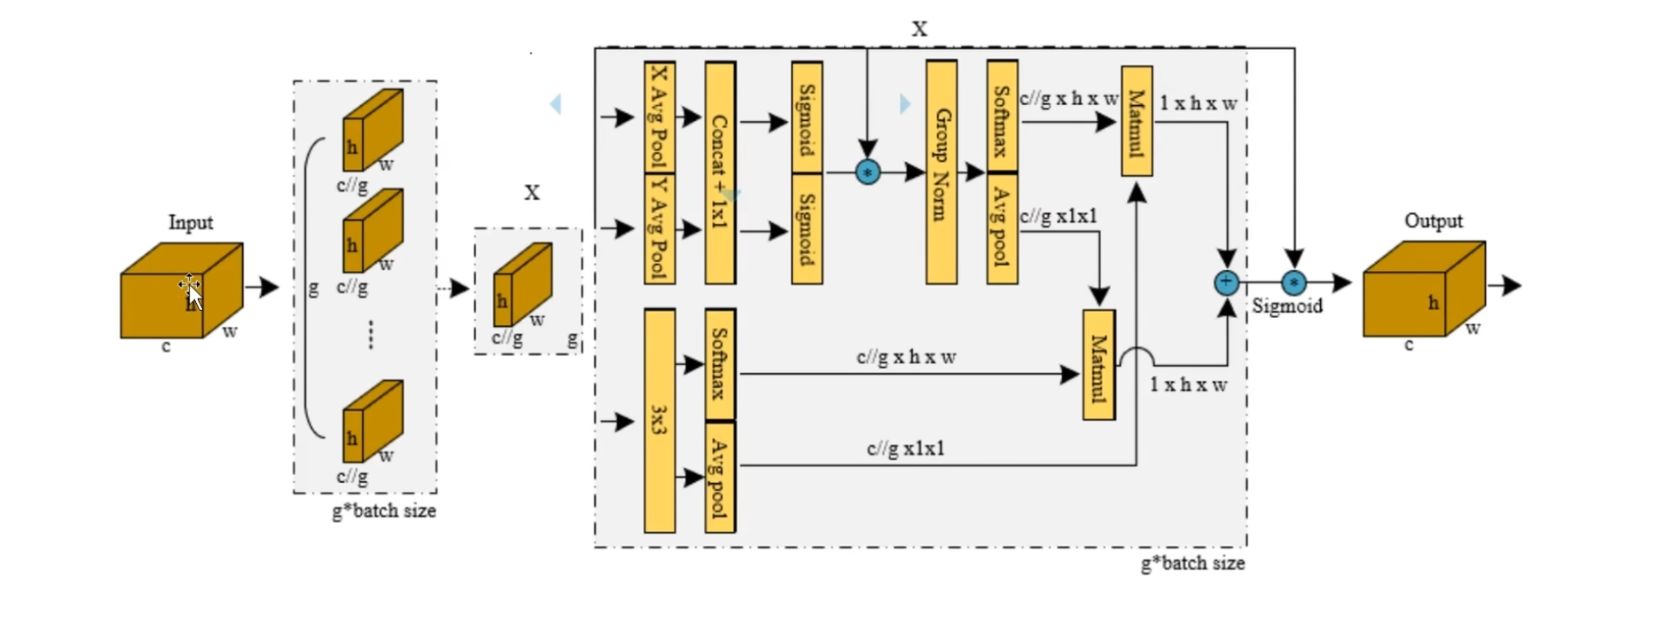 X
Input
h
w
c
h
w
c//g
h
w
c//g
g
h
w
c//g
g*batch size
X
h
w
c//g
g
X Avg Pool
Y Avg Pool
Concat + 1x1
Sigmoid
Sigmoid
*
Group Norm
Softmax
Avg pool
c//g x h x w
c//g x1x1
Matmul
1 x h x w
3x3
Softmax
Avg pool
c//g x h x w
c//g x1x1
Matmul
1 x h x w
+
*
Sigmoid
g*batch size
Output
h
w
c